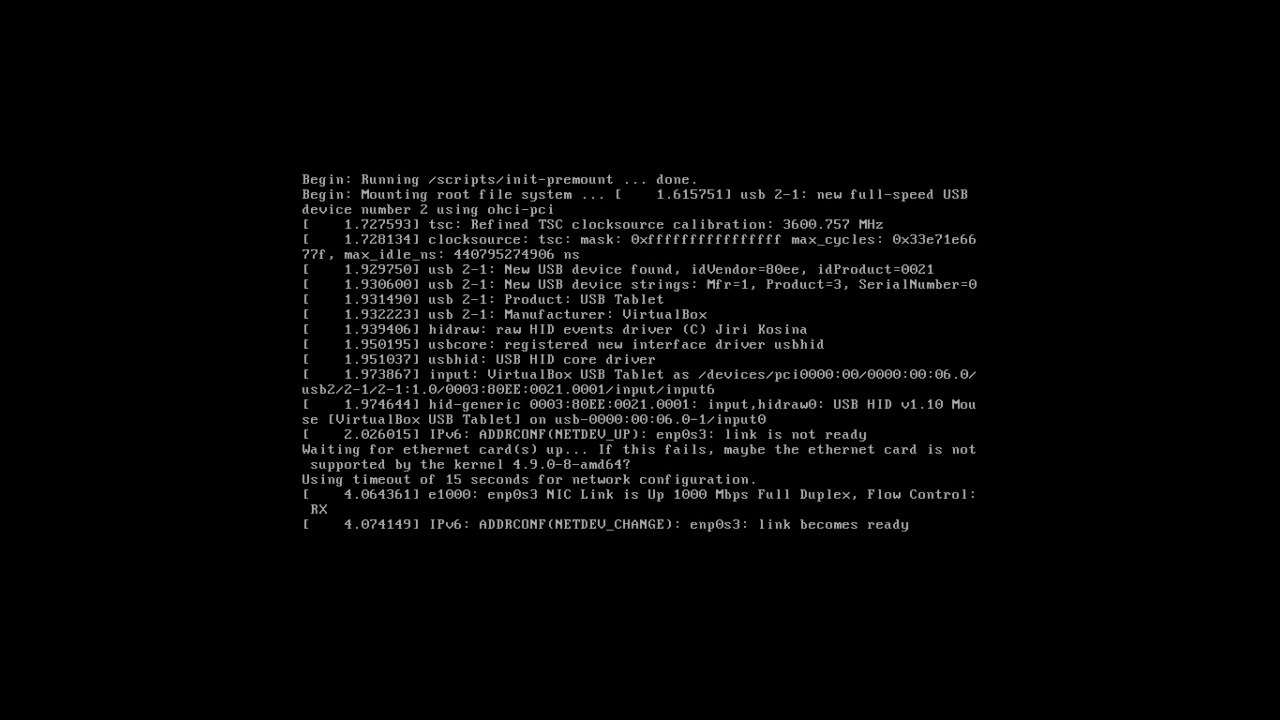 Begin: Running /scripts/init-premount ... done.
Begin: Mounting root file system ... [    1.615751] usb 2-1: new full-speed USB
device number 2 using ohci-pci
[    1.727593] tsc: Refined TSC clocksource calibration: 3600.757 MHz
[    1.728134] clocksource: tsc: mask: 0xffffffffffffffff max_cycles: 0x33e71e66
77f, max_idle_ns: 440795274906 ns
[    1.929750] usb 2-1: New USB device found, idVendor=80ee, idProduct=0021
[    1.930600] usb 2-1: New USB device strings: Mfr=1, Product=3, SerialNumber=0
[    1.931490] usb 2-1: Product: USB Tablet
[    1.932223] usb 2-1: Manufacturer: VirtualBox
[    1.939406] hidraw: raw HID events driver (C) Jiri Kosina
[    1.950195] usbcore: registered new interface driver usbhid
[    1.951037] usbhid: USB HID core driver
[    1.973867] input: VirtualBox USB Tablet as /devices/pci0000:00/0000:00:06.0/
usb2/2-1/2-1:1.0/0003:80EE:0021.0001/input/input6
[    1.974644] hid-generic 0003:80EE:0021.0001: input,hidraw0: USB HID v1.10 Mou
se [VirtualBox USB Tablet] on usb-0000:00:06.0-1/input0
[    2.026015] IPv6: ADDRCONF(NETDEV_UP): enp0s3: link is not ready
Waiting for ethernet card(s) up... If this fails, maybe the ethernet card is not
 supported by the kernel 4.9.0-8-amd64?
Using timeout of 15 seconds for network configuration.
[    4.064361] e1000: enp0s3 NIC Link is Up 1000 Mbps Full Duplex, Flow Control:
 RX
[    4.074149] IPv6: ADDRCONF(NETDEV_CHANGE): enp0s3: link becomes ready